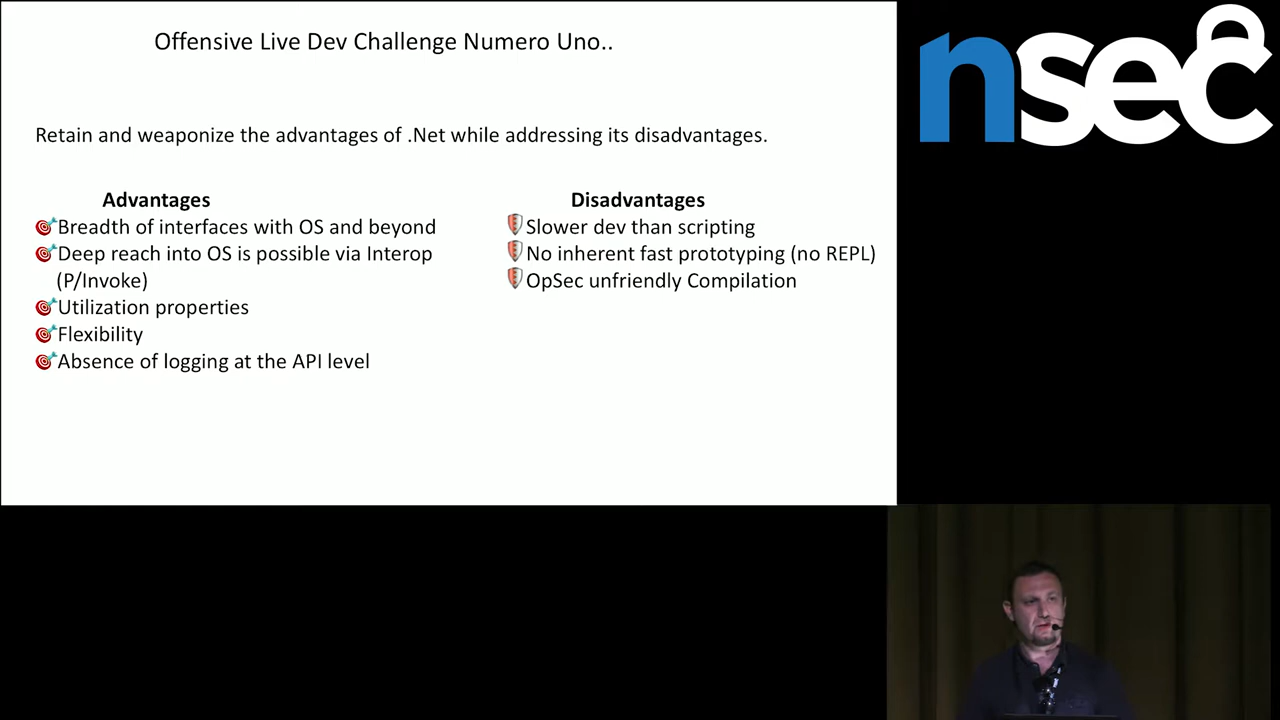 Offensive Live Dev Challenge Numero Uno..
nsec
Retain and weaponize the advantages of .Net while addressing its disadvantages.
Advantages
Breadth of interfaces with OS and beyond
Deep reach into OS is possible via Interop
(P/Invoke)
Utilization properties
Flexibility
Absence of logging at the API level
Disadvantages
Slower dev than scripting
No inherent fast prototyping (no REPL)
OpSec unfriendly Compilation